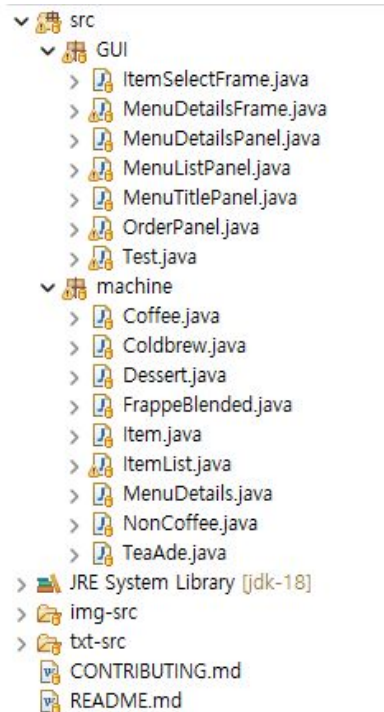 src
GUI
ItemSelectFrame.java
MenuDetailsFrame.java
MenuDetailsPanel.java
MenuListPanel.java
MenuTitlePanel.java
OrderPanel.java
Test.java
machine
Coffee.java
Coldbrew.java
Dessert.java
FrappeBlended.java
Item.java
ItemList.java
MenuDetails.java
NonCoffee.java
TeaAde.java
JRE System Library [jdk-18]
img-src
txt-src
CONTRIBUTING.md
README.md